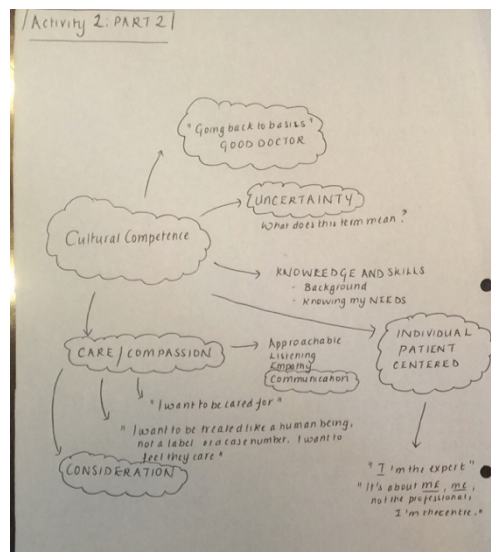 Activity 2: PART 2
"Going back to basics"
GOOD DOCTOR
UNCERTAINTY
What does this term mean?
Cultural Competence
KNOWLEDGE AND SKILLS
- Background
- Knowing my NEEDS
INDIVIDUAL
PATIENT
CENTERED
CARE / COMPASSION
Approachable
Listening
Empathy
Communication
"I want to be cared for"
"I want to be treated like a human being,
not a label or a case number. I want to
feel they care"
CONSIDERATION
"I'm the expert"
"It's about ME, me,
not the professional,
I'm the centre."